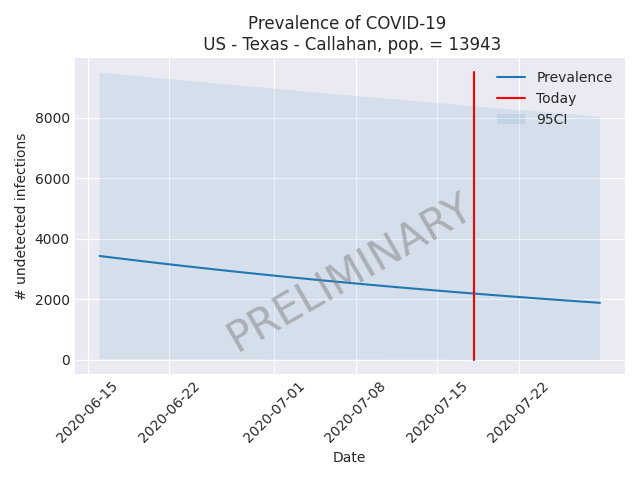 Prevalence of COVID-19
US - Texas - Callahan, pop. = 13943
Prevalence
Today
95CI
# undetected infections
8000
6000
4000
2000
0
PRELIMINARY
2020-06-15
2020-06-22
2020-07-01
2020-07-08
2020-07-15
2020-07-22
Date